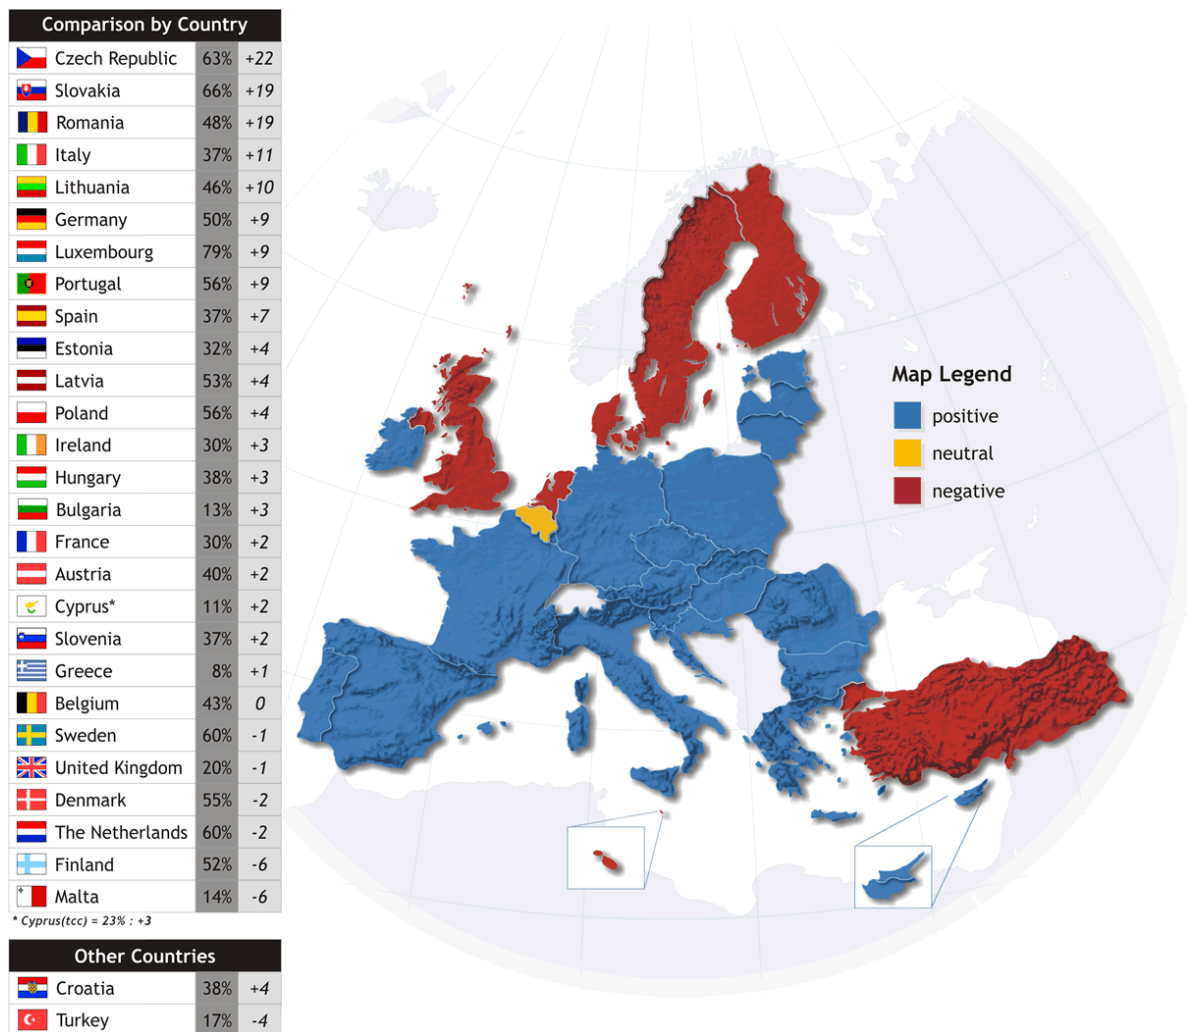 Comparison by Country
Czech Republic 63% +22
Slovakia 66% +19
Romania 48% +19
Italy 37% +11
Lithuania 46% +10
Germany 50% +9
Luxembourg 79% +9
Portugal 56% +9
Spain 37% +7
Estonia 32% +4
Latvia 53% +4
Poland 56% +4
Ireland 30% +3
Hungary 38% +3
Bulgaria 13% +3
France 30% +2
Austria 40% +2
Cyprus* 11% +2
Slovenia 37% +2
Greece 8% +1
Belgium 43% 0
Sweden 60% -1
United Kingdom 20% -1
Denmark 55% -2
The Netherlands 60% -2
Finland 52% -6
Malta 14% -6
* Cyprus(tcc) = 23% : +3
Other Countries
Croatia 38% +4
Turkey 17% -4
Map Legend
positive
neutral
negative